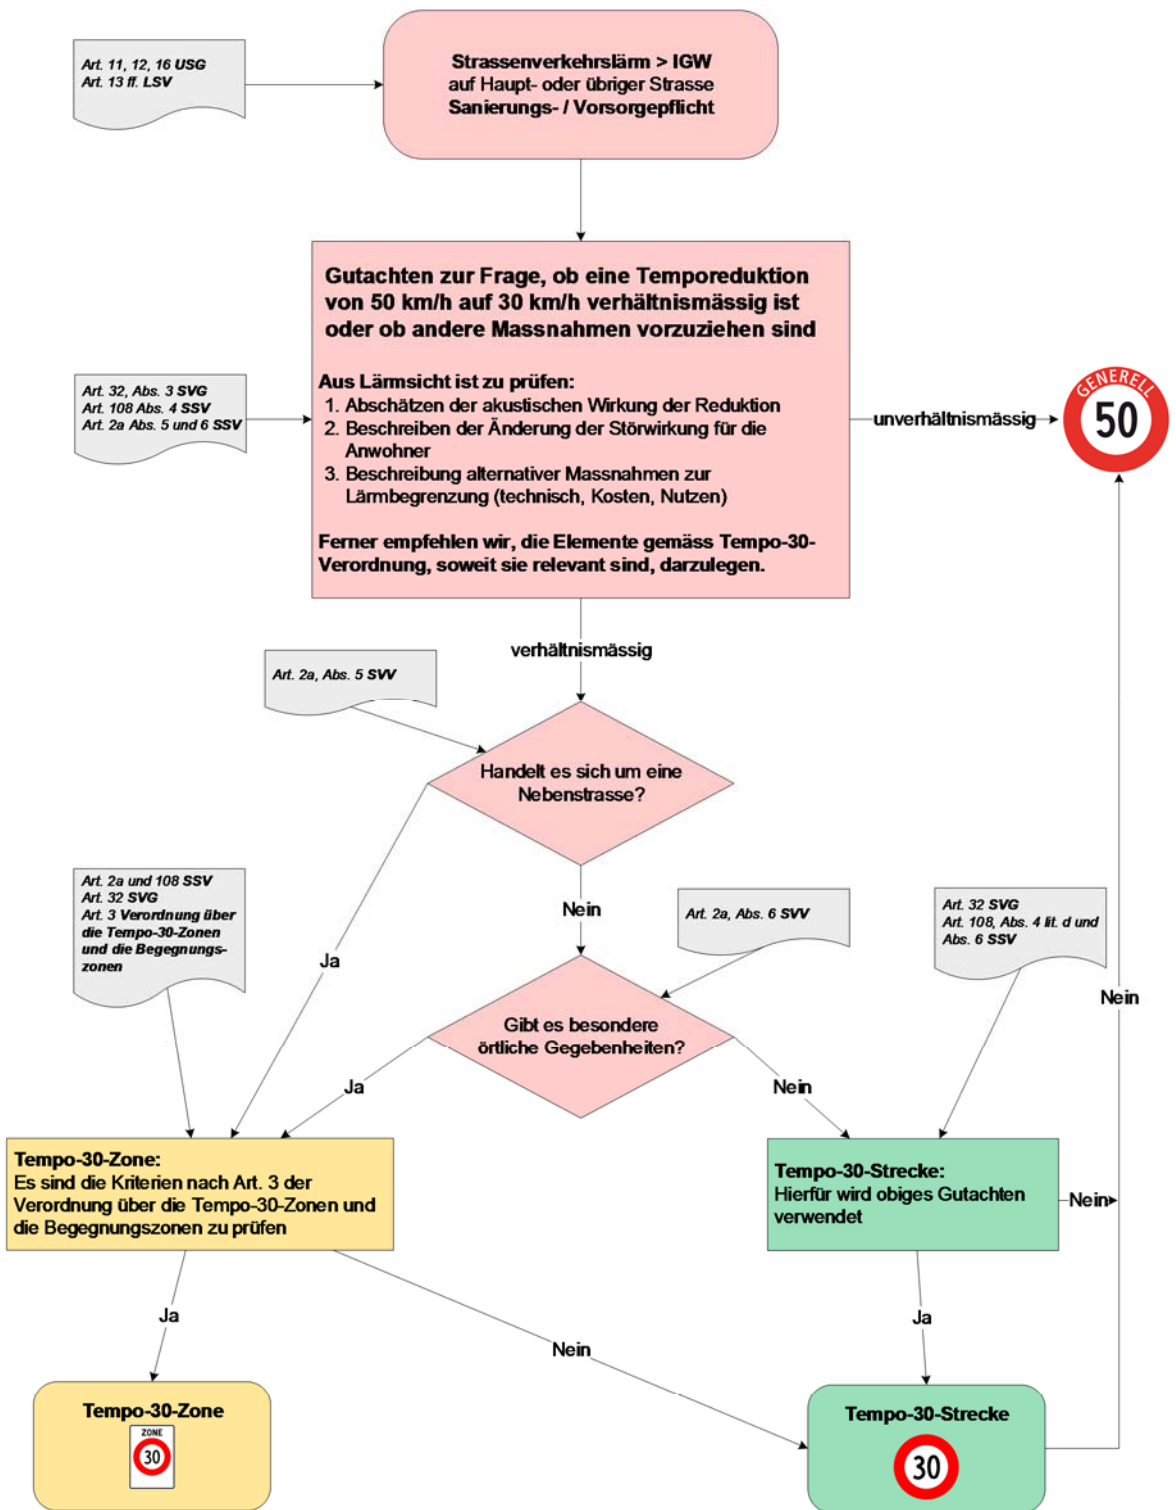 Art. 11, 12, 16 USG
Art. 13 ff. LSV
Strassenverkehrslärm > IGW
auf Haupt- oder übriger Strasse
Sanierungs- / Vorsorgepflicht
Gutachten zur Frage, ob eine Temporeduktion
von 50 km/h auf 30 km/h verhältnismässig ist
oder ob andere Massnahmen vorzuziehen sind
Aus Lärmsicht ist zu prüfen:
1. Abschätzen der akustischen Wirkung der Reduktion
2. Beschreiben der Änderung der Störwirkung für die
Anwohner
3. Beschreibung alternativer Massnahmen zur
Lärmbegrenzung (technisch, Kosten, Nutzen)
Ferner empfehlen wir, die Elemente gemäss Tempo-30-
Verordnung, soweit sie relevant sind, darzulegen.
Art. 32, Abs. 3 SVG
Art. 108 Abs. 4 SSV
Art. 2a Abs. 5 und 6 SSV
unverhältnismässig
GENERELL
50
verhältnismässig
Art. 2a, Abs. 5 SVV
Handelt es sich um eine
Nebenstrasse?
Art. 2a und 108 SSV
Art. 32 SVG
Art. 3 Verordnung über
die Tempo-30-Zonen
und die Begegnungs-
zonen
Ja
Nein
Art. 2a, Abs. 6 SVV
Art. 32 SVG
Art. 108, Abs. 4 lit. d und
Abs. 6 SSV
Nein
Gibt es besondere
örtliche Gegebenheiten?
Ja
Nein
Tempo-30-Zone:
Es sind die Kriterien nach Art. 3 der
Verordnung über die Tempo-30-Zonen und
die Begegnungszonen zu prüfen
Tempo-30-Strecke:
Hierfür wird obiges Gutachten
verwendet
Nein
Ja
Nein
Ja
Tempo-30-Zone
ZONE
30
Tempo-30-Strecke
30